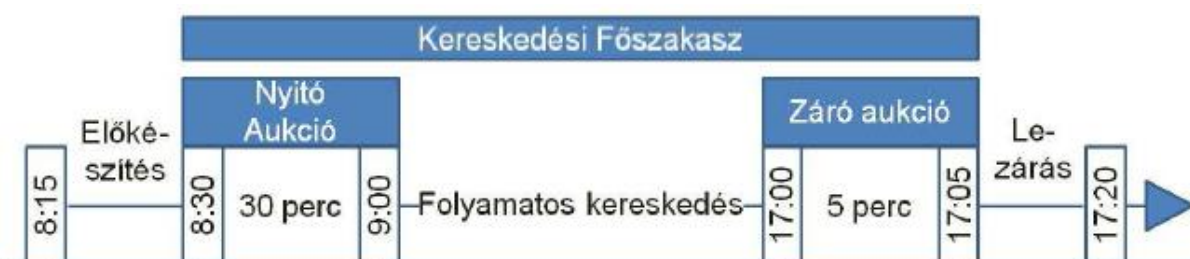 Kereskedési Főszakasz
Nyitó
Aukció
Záró aukció
Előké-
szítés
Le-
zárás
8:15
8:30
30 perc
9:00
Folyamatos kereskedés
17:00
5 perc
17:05
17:20